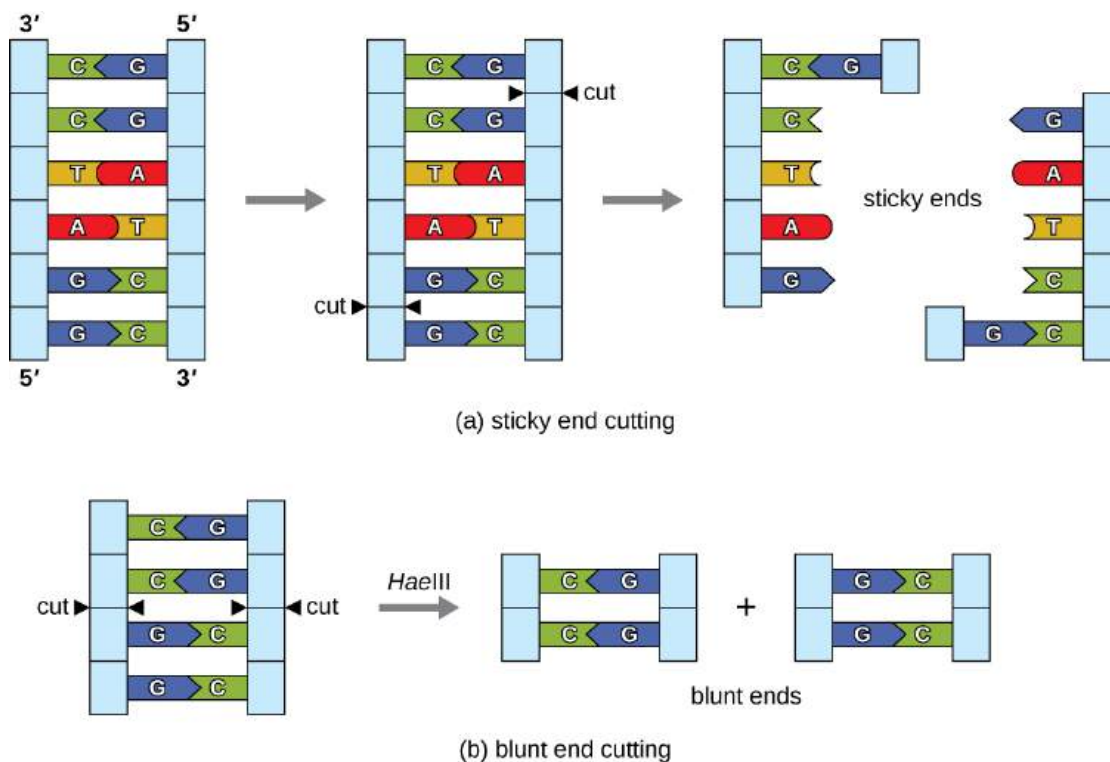 3′ 5′
C G C G C G
cut
C G C G C G
T A T A T A
sticky ends
A T A T A T
G C G C G C
cut
G C G C G C
5′ 3′
(a) sticky end cutting
C G
C G HaeIII C G G C
cut cut +
G C C G G C
G C
blunt ends
(b) blunt end cutting